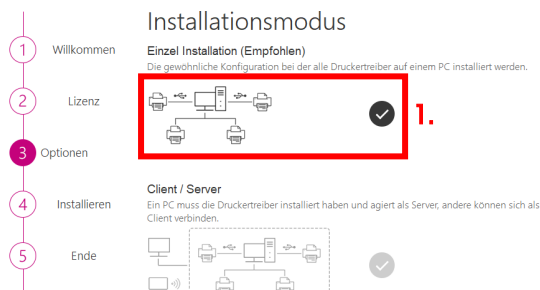 Installationsmodus
1 Willkommen
Einzel Installation (Empfohlen)
Die gewöhnliche Konfiguration bei der alle Druckertreiber auf einem PC installiert werden.
2 Lizenz
1.
3 Optionen
Client / Server
4 Installieren
Ein PC muss die Druckertreiber installiert haben und agiert als Server, andere können sich als
Client verbinden.
5 Ende